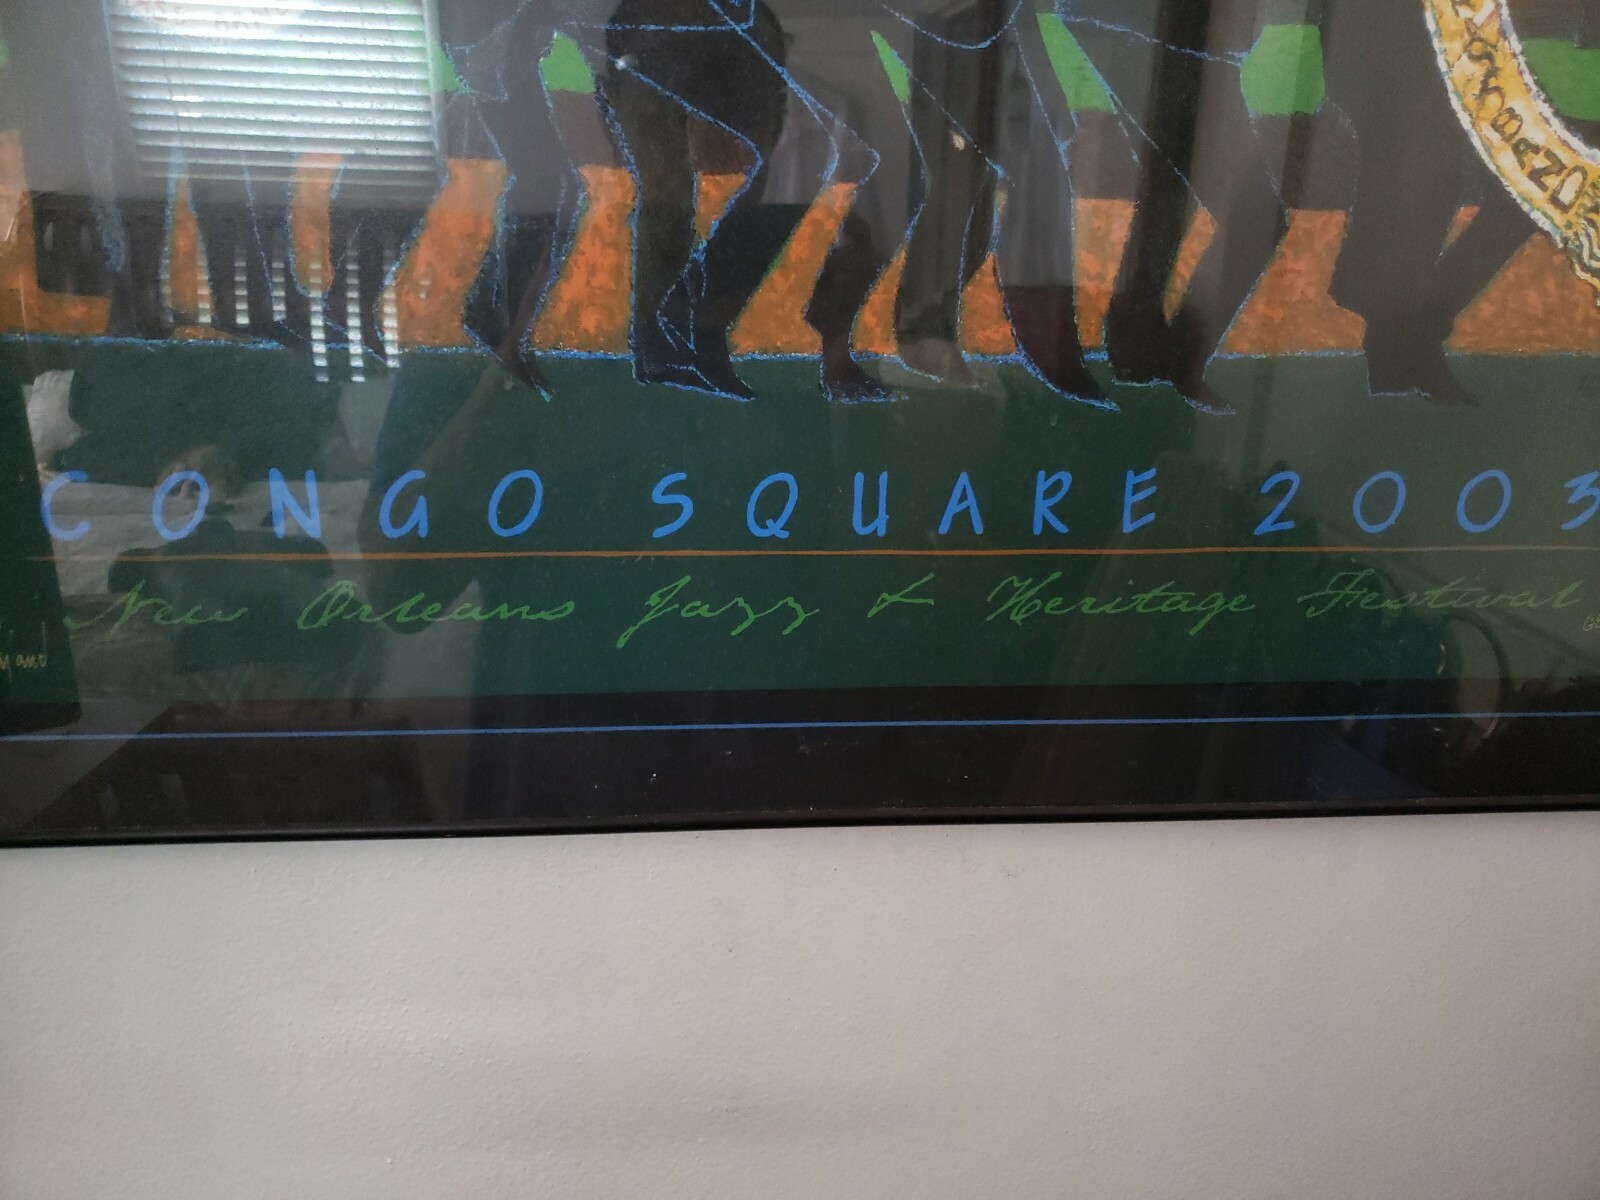 CONGO SQUARE 2003
New Orleans Jazz & Heritage Festival